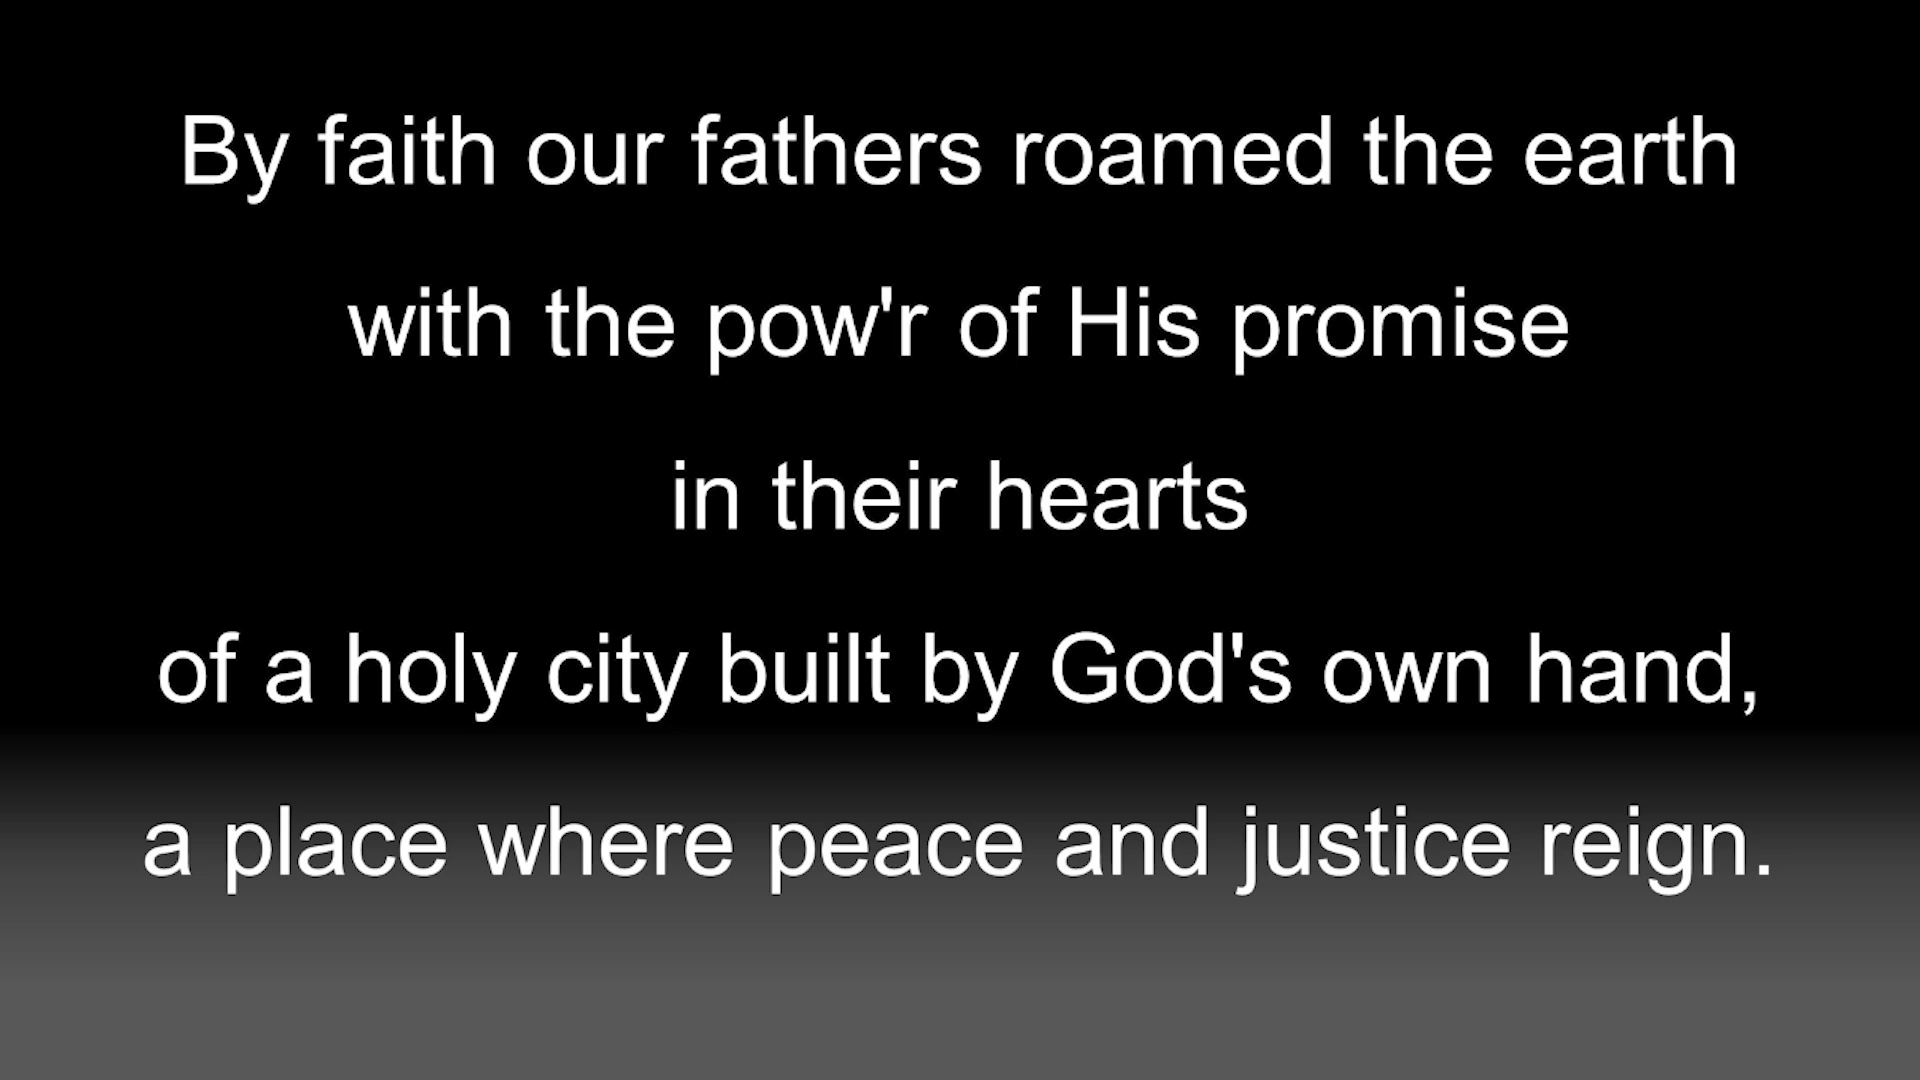 By faith our fathers roamed the earth
with the pow'r of His promise
in their hearts
of a holy city built by God's own hand,
a place where peace and justice reign.